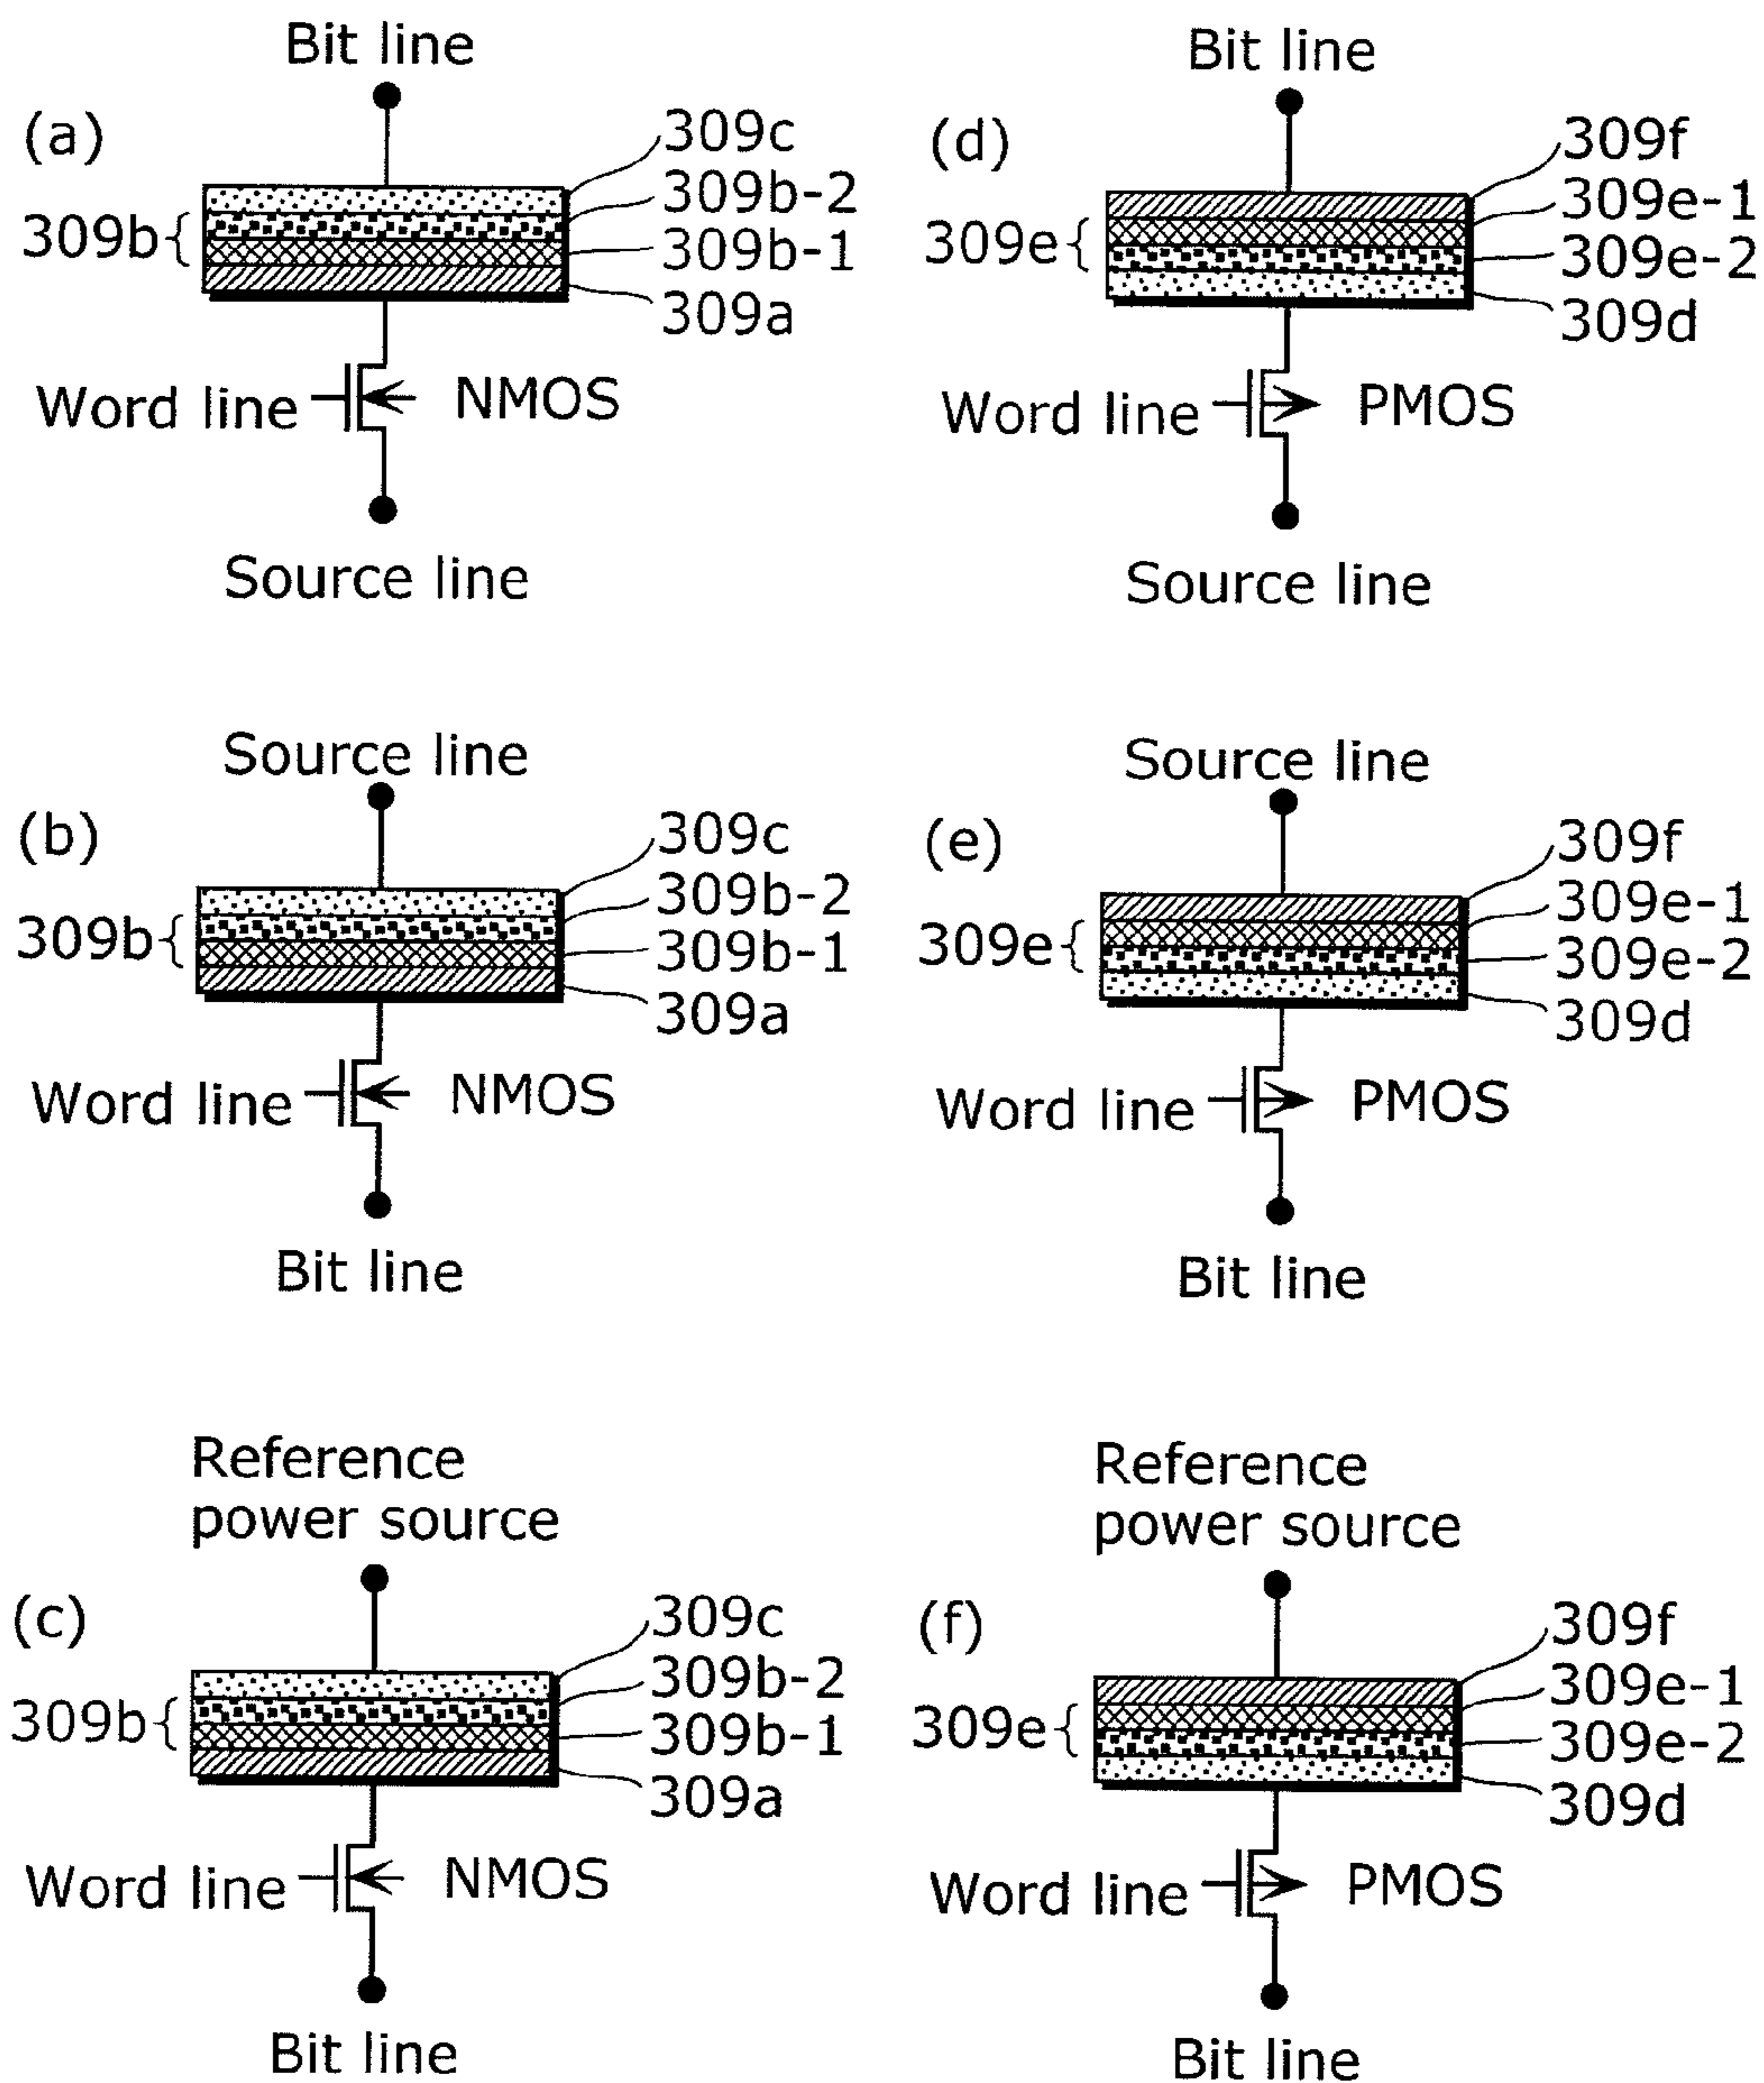 Bit line
(a)
309c
309b-2
309b
309b-1
309a
Word line
NMOS
Source line
Source line
(b)
309c
309b-2
309b
309b-1
309a
Word line
NMOS
Bit line
Reference
power source
(c)
309c
309b-2
309b
309b-1
309a
Word line
NMOS
Bit line
Bit line
(d)
309f
309e-1
309e
309e-2
309d
Word line
PMOS
Source line
Source line
(e)
309f
309e-1
309e
309e-2
309d
Word line
PMOS
Bit line
Reference
power source
(f)
309f
309e-1
309e
309e-2
309d
Word line
PMOS
Bit line